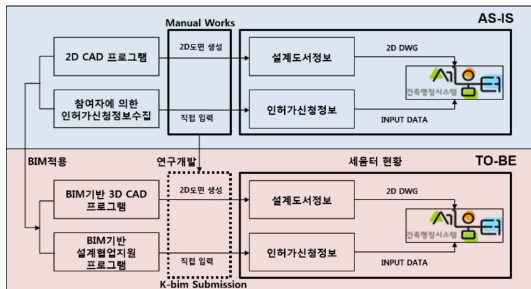 Manual Works
AS-IS
2D CAD 프로그램
2D도면 생성
설계도서정보
2D DWG
세움터
건축행정시스템
참여자에 의한
인허가신청정보수집
직접 입력
인허가신청정보
INPUT DATA
BIM적용
연구개발
세움터 현황
TO-BE
BIM기반 3D CAD
프로그램
2D도면 생성
설계도서정보
2D DWG
세움터
건축행정시스템
BIM기반
설계협업지원
프로그램
직접 입력
인허가신청정보
INPUT DATA
K-bim Submission